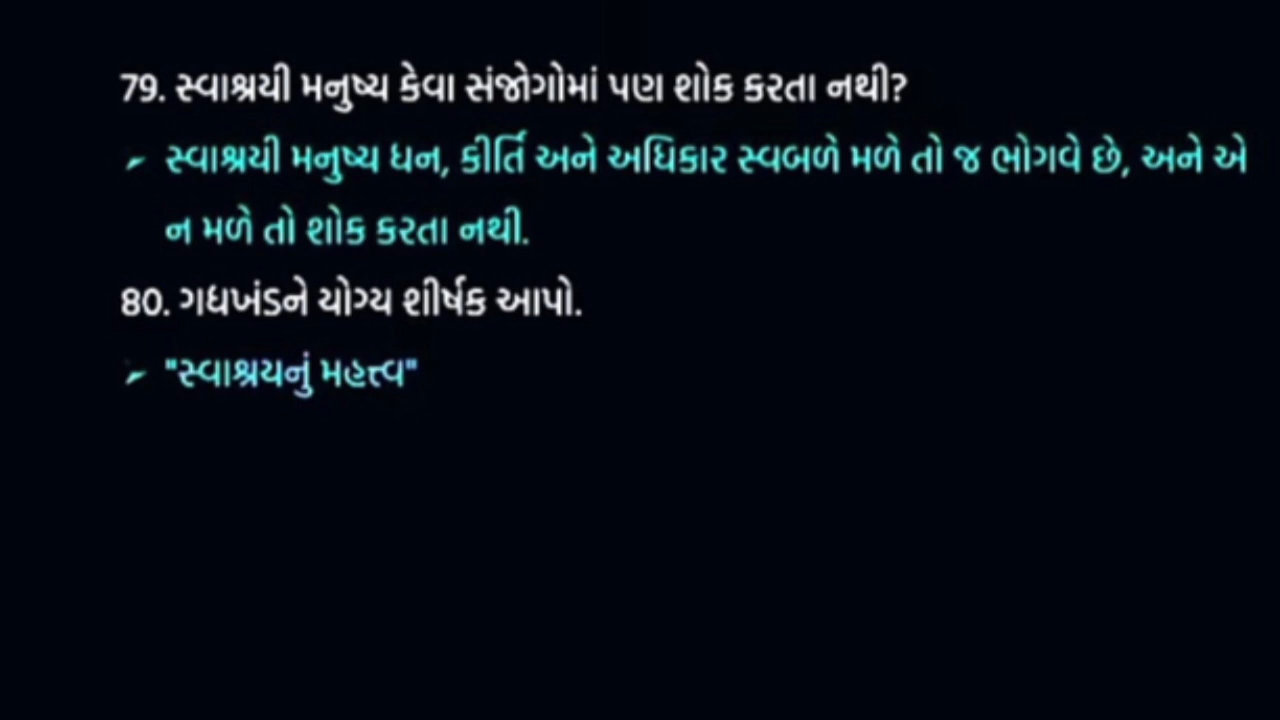 79. સ્વાશ્રયી મનુષ્ય કેવા સંજોગોમાં પણ શોક કરતા નથી?
➢ સ્વાશ્રયી મનુષ્ય ધન, કીર્તિ અને અધિકાર સ્વબળે મળે તો જ ભોગવે છે, અને એ
ન મળે તો શોક કરતા નથી.
80. ગદ્યખંડને યોગ્ય શીર્ષક આપો.
➢ "સ્વાશ્રયનું મહત્ત્વ"